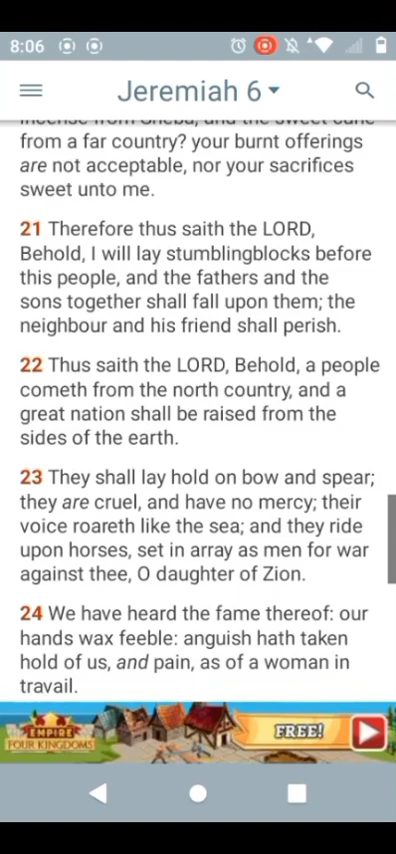 8:06
Jeremiah 6
incense from Sheba, and the sweet cane
from a far country? your burnt offerings
are not acceptable, nor your sacrifices
sweet unto me.
21 Therefore thus saith the LORD,
Behold, I will lay stumblingblocks before
this people, and the fathers and the
sons together shall fall upon them; the
neighbour and his friend shall perish.
22 Thus saith the LORD, Behold, a people
cometh from the north country, and a
great nation shall be raised from the
sides of the earth.
23 They shall lay hold on bow and spear;
they are cruel, and have no mercy; their
voice roareth like the sea; and they ride
upon horses, set in array as men for war
against thee, O daughter of Zion.
24 We have heard the fame thereof: our
hands wax feeble: anguish hath taken
hold of us, and pain, as of a woman in
travail.
EMPIRE
FOUR KINGDOMS
FREE!